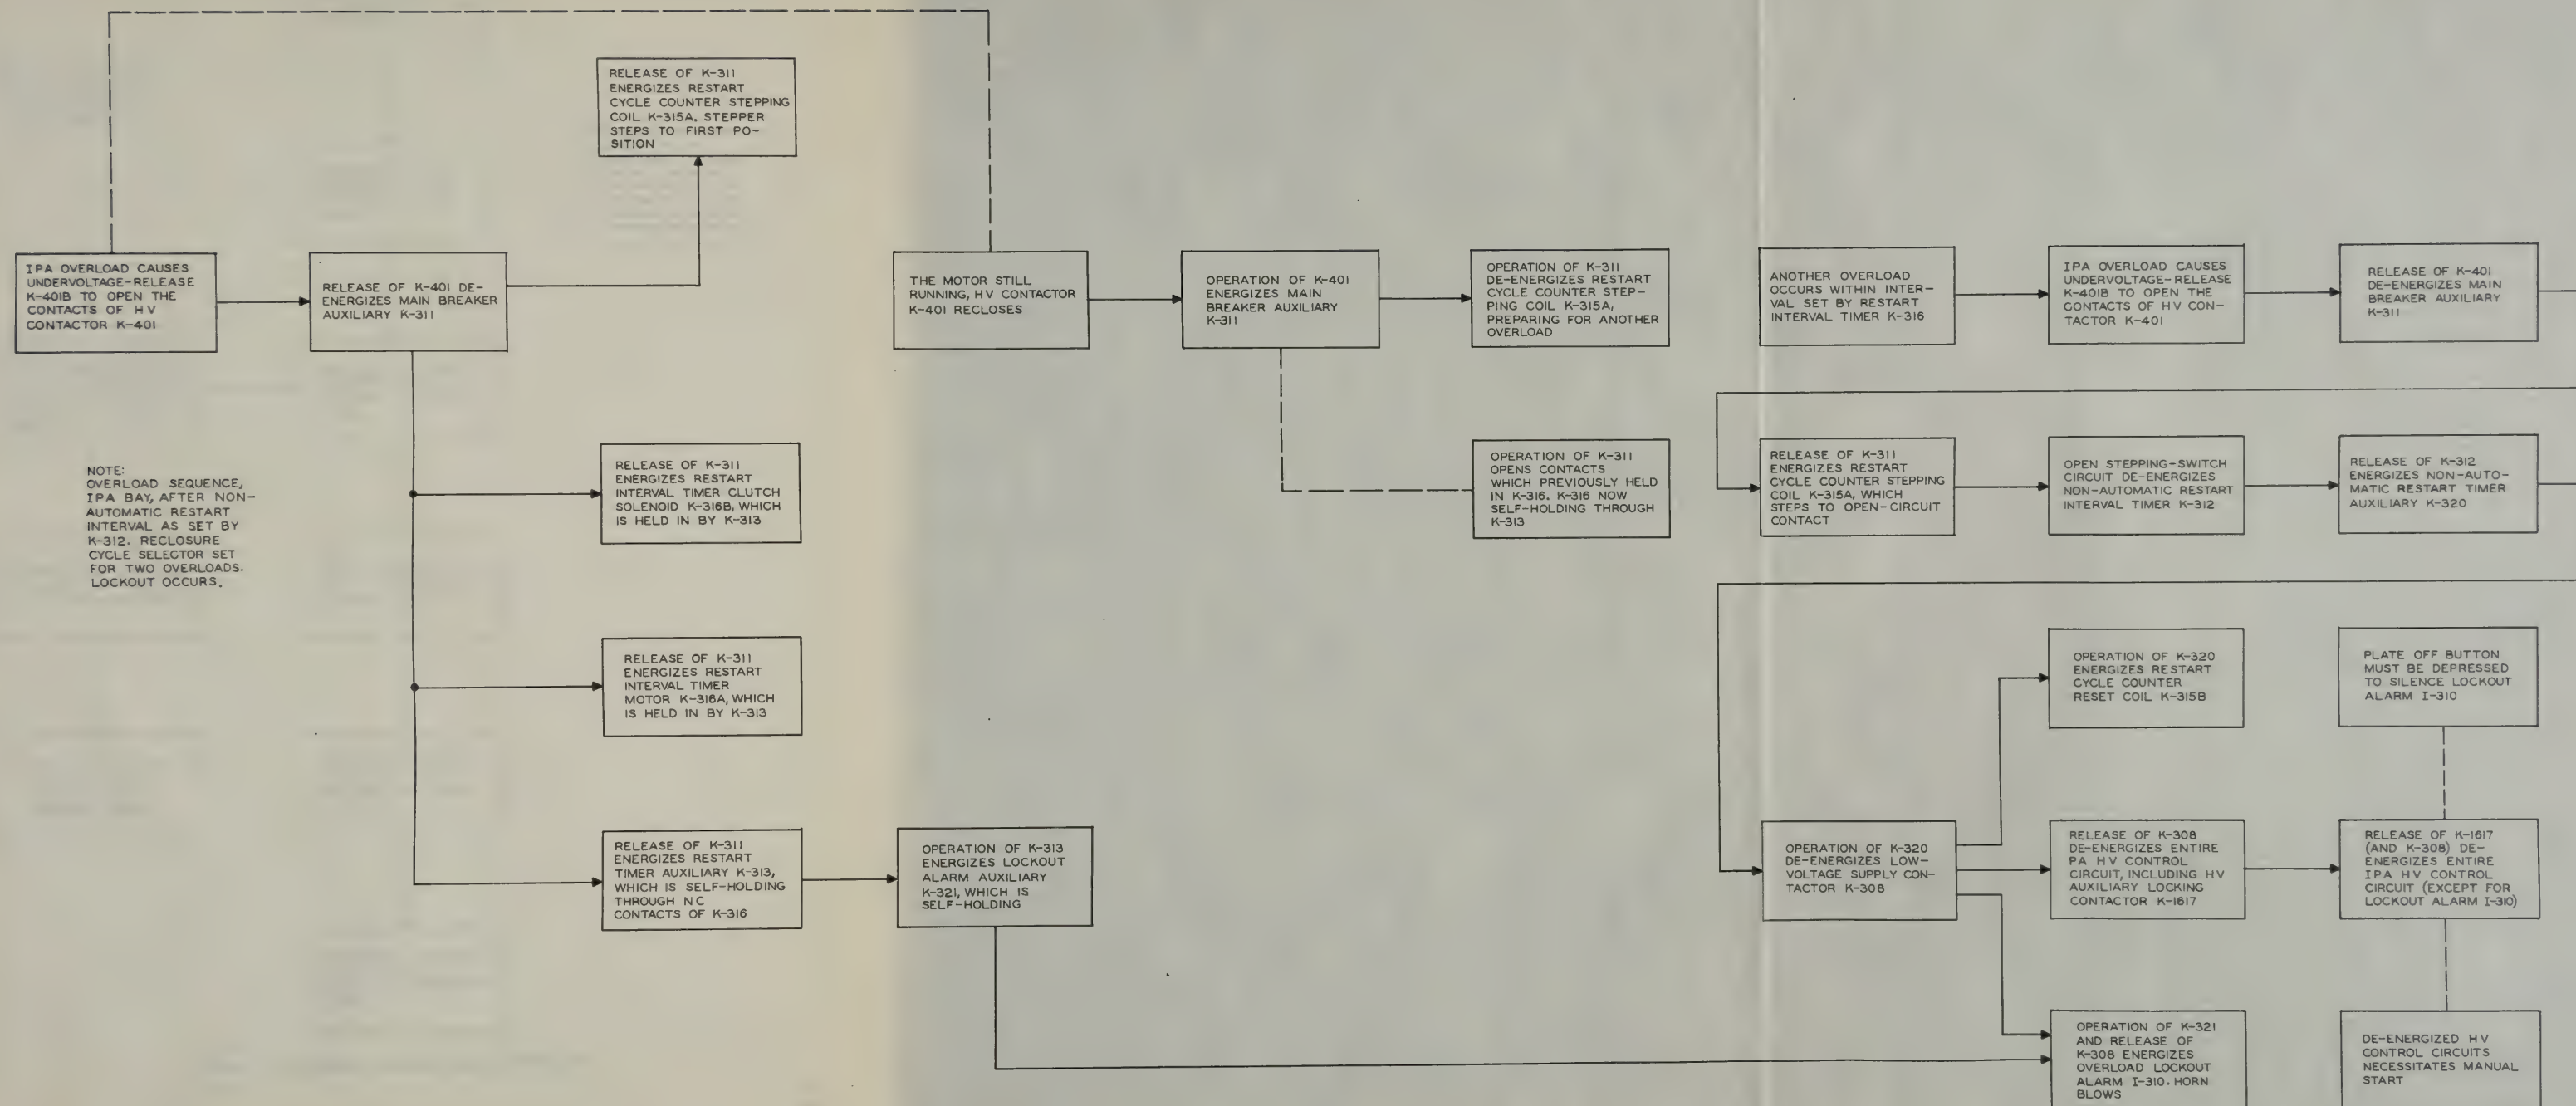 RELEASE OF K-311
ENERGIZES RESTART
CYCLE COUNTER STEPPING
COIL K-315A. STEPPER
STEPS TO FIRST PO-
SITION
IPA OVERLOAD CAUSES
UNDERVOLTAGE-RELEASE
K-401B TO OPEN THE
CONTACTS OF HV
CONTACTOR K-401
RELEASE OF K-401 DE-
ENERGIZES MAIN BREAKER
AUXILIARY K-311
THE MOTOR STILL
RUNNING, HV CONTACTOR
K-401 RECLOSES
OPERATION OF K-401
ENERGIZES MAIN
BREAKER AUXILIARY
K-311
OPERATION OF K-311
DE-ENERGIZES RESTART
CYCLE COUNTER STEP-
PING COIL K-315A,
PREPARING FOR ANOTHER
OVERLOAD
ANOTHER OVERLOAD
OCCURS WITHIN INTER-
VAL SET BY RESTART
INTERVAL TIMER K-316
IPA OVERLOAD CAUSES
UNDERVOLTAGE-RELEASE
K-401B TO OPEN THE
CONTACTS OF HV CON-
TACTOR K-401
RELEASE OF K-401
DE-ENERGIZES MAIN
BREAKER AUXILIARY
K-311
NOTE:
OVERLOAD SEQUENCE,
IPA BAY, AFTER NON-
AUTOMATIC RESTART
INTERVAL AS SET BY
K-312. RECLOSURE
CYCLE SELECTOR SET
FOR TWO OVERLOADS.
LOCKOUT OCCURS.
RELEASE OF K-311
ENERGIZES RESTART
INTERVAL TIMER CLUTCH
SOLENOID K-316B, WHICH
IS HELD IN BY K-313
OPERATION OF K-311
OPENS CONTACTS
WHICH PREVIOUSLY HELD
IN K-316. K-316 NOW
SELF-HOLDING THROUGH
K-313
RELEASE OF K-311
ENERGIZES RESTART
CYCLE COUNTER STEPPING
COIL K-315A, WHICH
STEPS TO OPEN-CIRCUIT
CONTACT
OPEN STEPPING-SWITCH
CIRCUIT DE-ENERGIZES
NON-AUTOMATIC RESTART
INTERVAL TIMER K-312
RELEASE OF K-312
ENERGIZES NON-AUTO-
MATIC RESTART TIMER
AUXILIARY K-320
RELEASE OF K-311
ENERGIZES RESTART
INTERVAL TIMER
MOTOR K-316A, WHICH
IS HELD IN BY K-313
OPERATION OF K-320
ENERGIZES RESTART
CYCLE COUNTER
RESET COIL K-315B
PLATE OFF BUTTON
MUST BE DEPRESSED
TO SILENCE LOCKOUT
ALARM I-310
RELEASE OF K-311
ENERGIZES RESTART
TIMER AUXILIARY K-313,
WHICH IS SELF-HOLDING
THROUGH NC
CONTACTS OF K-316
OPERATION OF K-313
ENERGIZES LOCKOUT
ALARM AUXILIARY
K-321, WHICH IS
SELF-HOLDING
OPERATION OF K-320
DE-ENERGIZES LOW-
VOLTAGE SUPPLY CON-
TACTOR K-308
RELEASE OF K-308
DE-ENERGIZES ENTIRE
PA HV CONTROL
CIRCUIT, INCLUDING HV
AUXILIARY LOCKING
CONTACTOR K-1617
RELEASE OF K-1617
(AND K-308) DE-
ENERGIZES ENTIRE
IPA HV CONTROL
CIRCUIT (EXCEPT FOR
LOCKOUT ALARM I-310)
OPERATION OF K-321
AND RELEASE OF
K-308 ENERGIZES
OVERLOAD LOCKOUT
ALARM I-310. HORN
BLOWS
DE-ENERGIZED HV
CONTROL CIRCUITS
NECESSITATES MANUAL
START